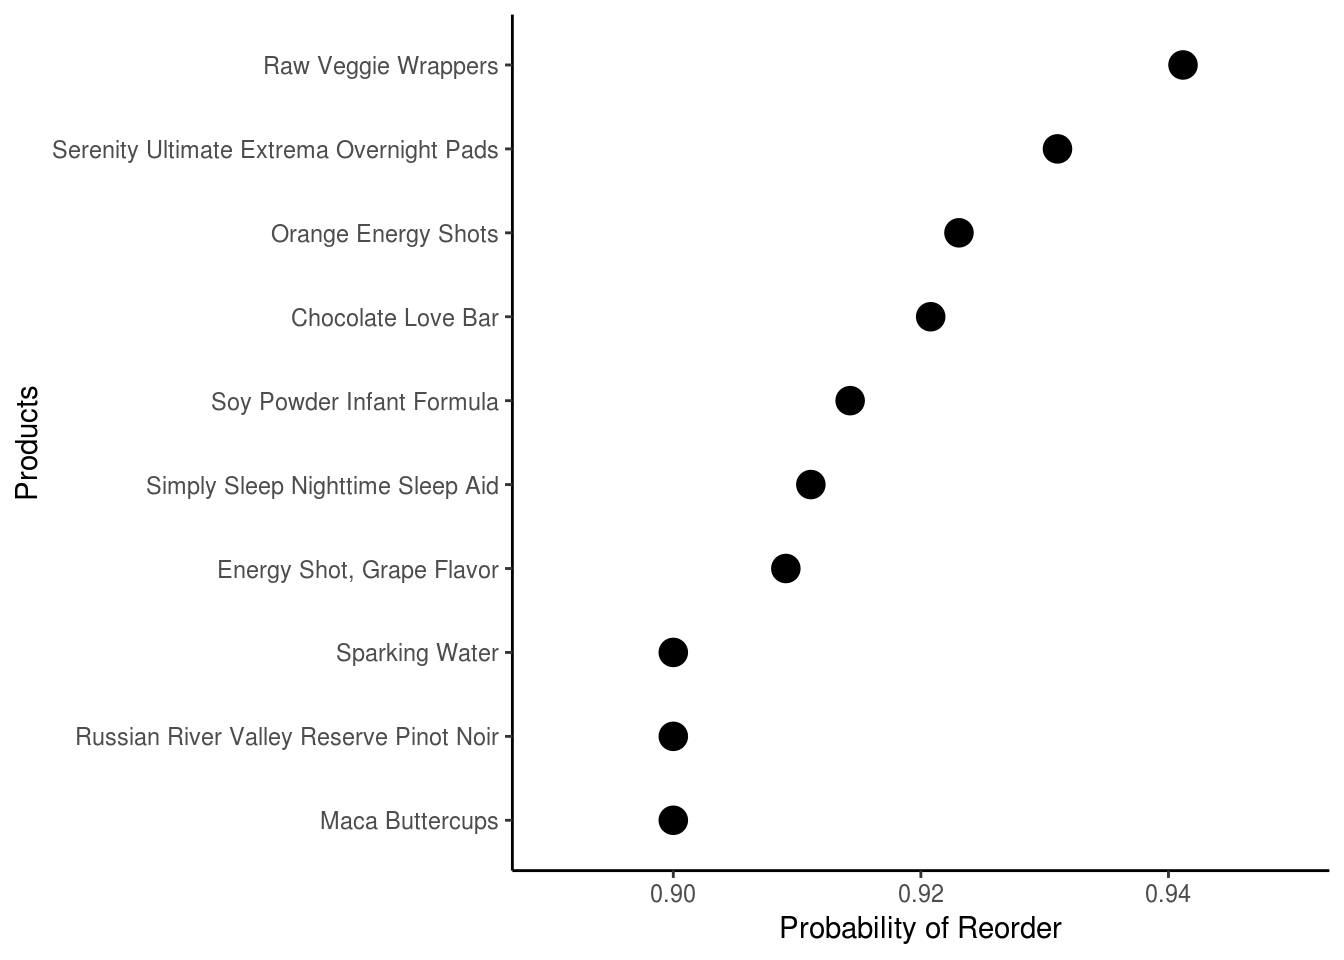 Raw Veggie Wrappers
Serenity Ultimate Extrema Overnight Pads
Orange Energy Shots
Chocolate Love Bar
Soy Powder Infant Formula
Simply Sleep Nighttime Sleep Aid
Energy Shot, Grape Flavor
Sparking Water
Russian River Valley Reserve Pinot Noir
Maca Buttercups
Products
0.90 0.92 0.94
Probability of Reorder